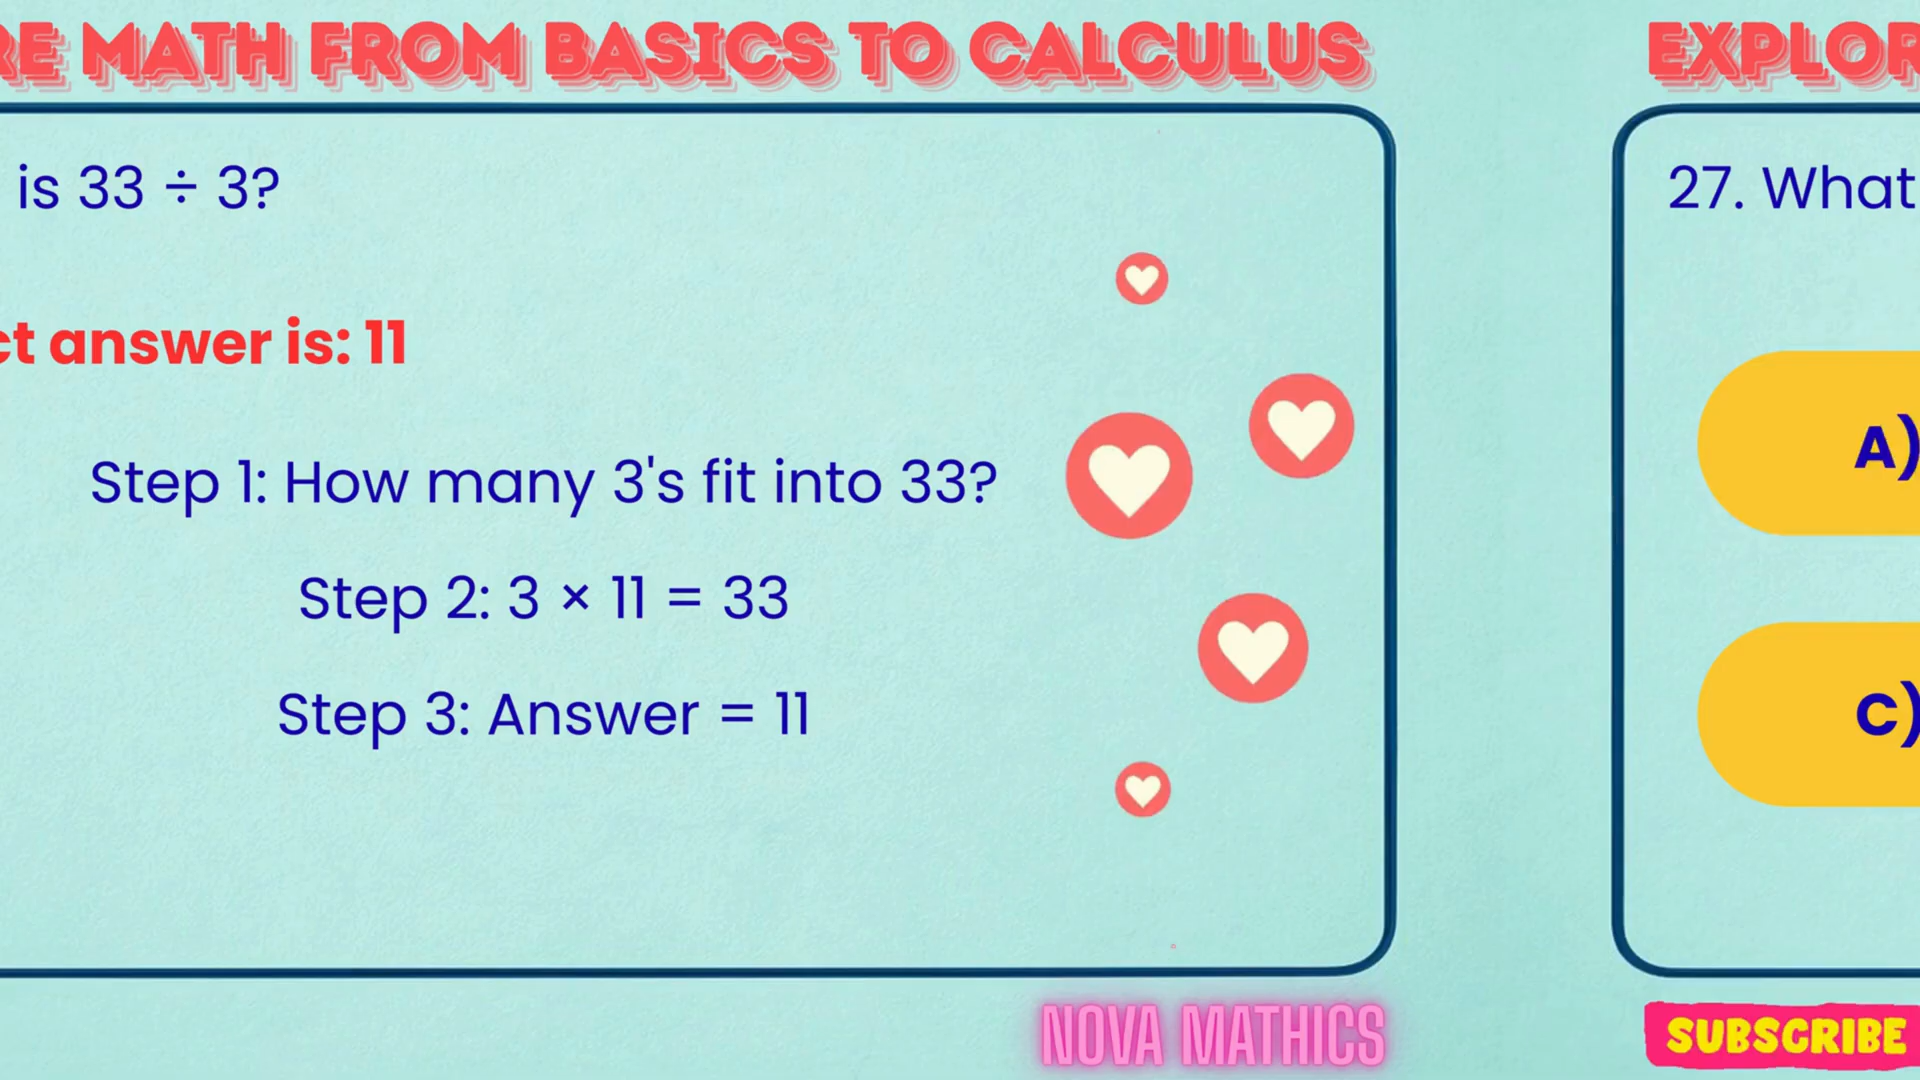 RE MATH FROM BASICS TO CALCULUS
is 33 ÷ 3?
ct answer is: 11
Step 1: How many 3's fit into 33?
Step 2: 3 × 11 = 33
Step 3: Answer = 11
NOVA MATHICS
EXPLOR
27. What
A)
C)
SUBSCRIBE